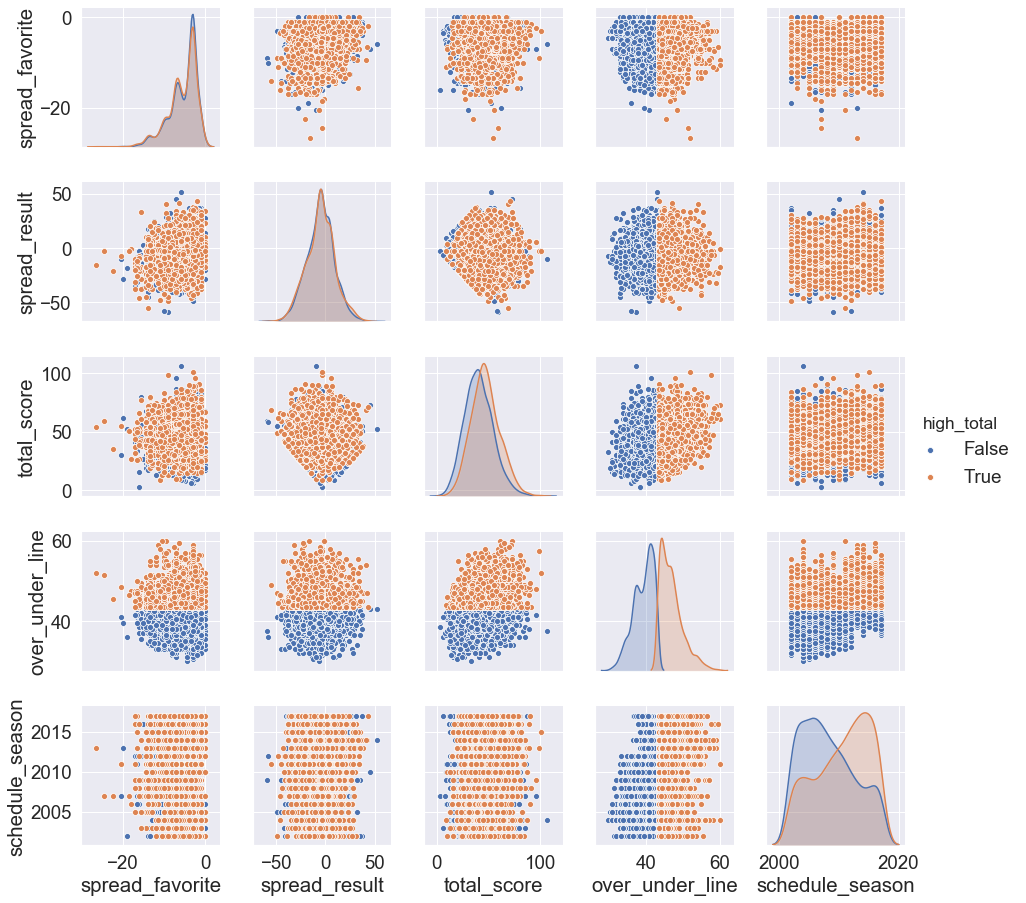 spread_favorite
0
−20
spread_result
50
0
−50
total_score
100
50
0
high_total
False
True
over_under_line
60
40
schedule_season
2015
2010
2005
−20 0 −50 0 50 0 100 40 60 2000 2020
spread_favorite spread_result total_score over_under_line schedule_season